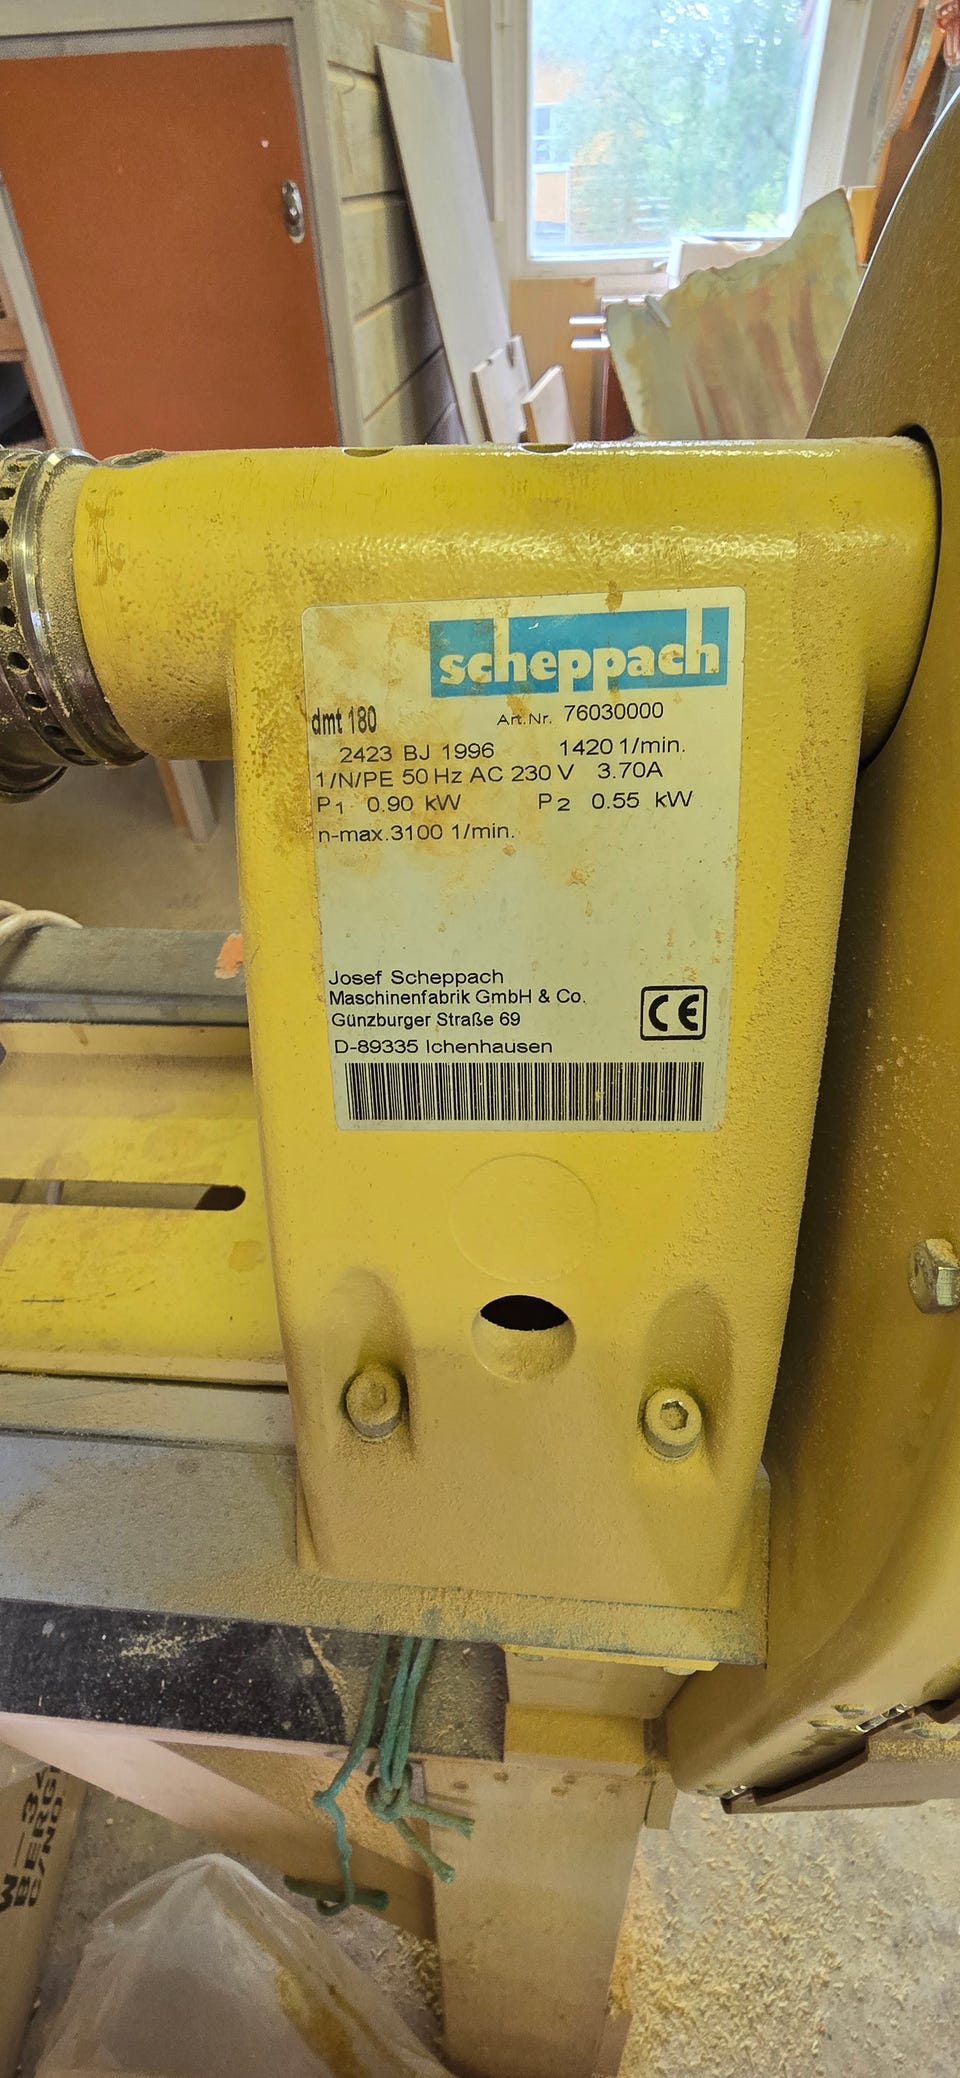 scheppach
dmt 180 Art.Nr. 76030000
2423 BJ 1996 1420 1/min.
1/N/PE 50 Hz AC 230 V 3.70A
P1 0.90 kW P2 0.55 kW
n-max.3100 1/min.
Josef Scheppach
Maschinenfabrik GmbH & Co.
Günzburger Straße 69
D-89335 Ichenhausen
CE